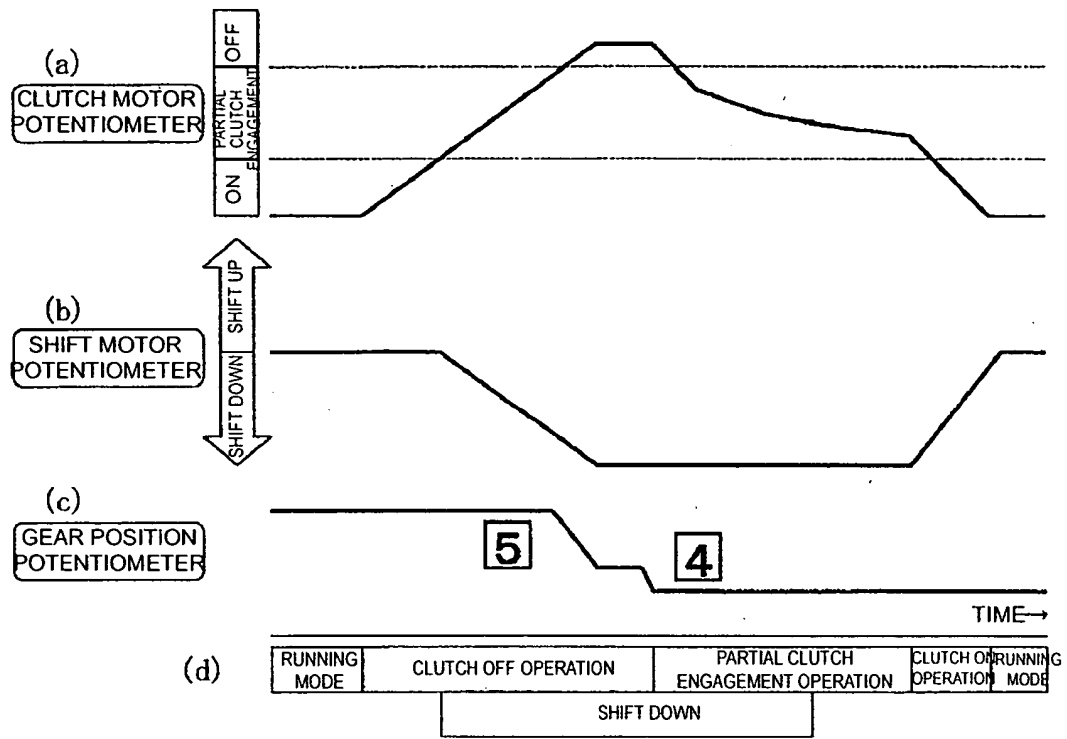 (a)
CLUTCH MOTOR
POTENTIOMETER
OFF
PARTIAL
CLUTCH
ENGAGEMENT
ON
(b)
SHIFT MOTOR
POTENTIOMETER
SHIFT UP
SHIFT DOWN
(c)
GEAR POSITION
POTENTIOMETER
5
4
TIME→
(d)
RUNNING
MODE
CLUTCH OFF OPERATION
PARTIAL CLUTCH
ENGAGEMENT OPERATION
CLUTCH ON
OPERATION
RUNNING
MODE
SHIFT DOWN